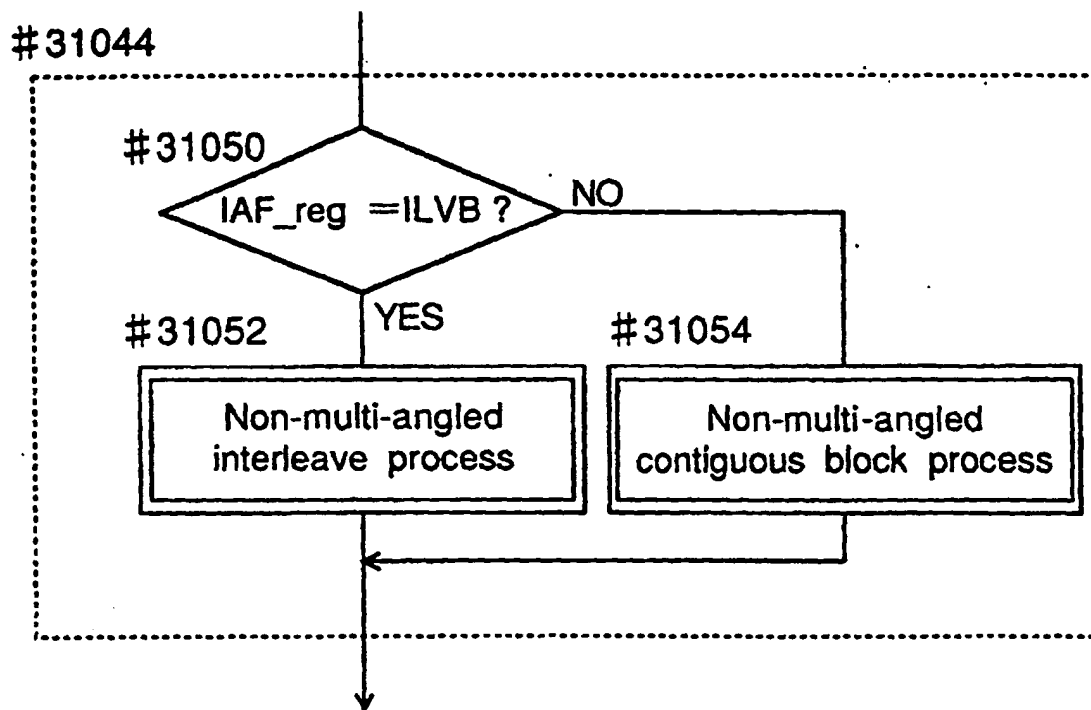 #31044
#31050
IAF_reg =ILVB ?
NO
YES
#31052
#31054
Non-multi-angled
interleave process
Non-multi-angled
contiguous block process